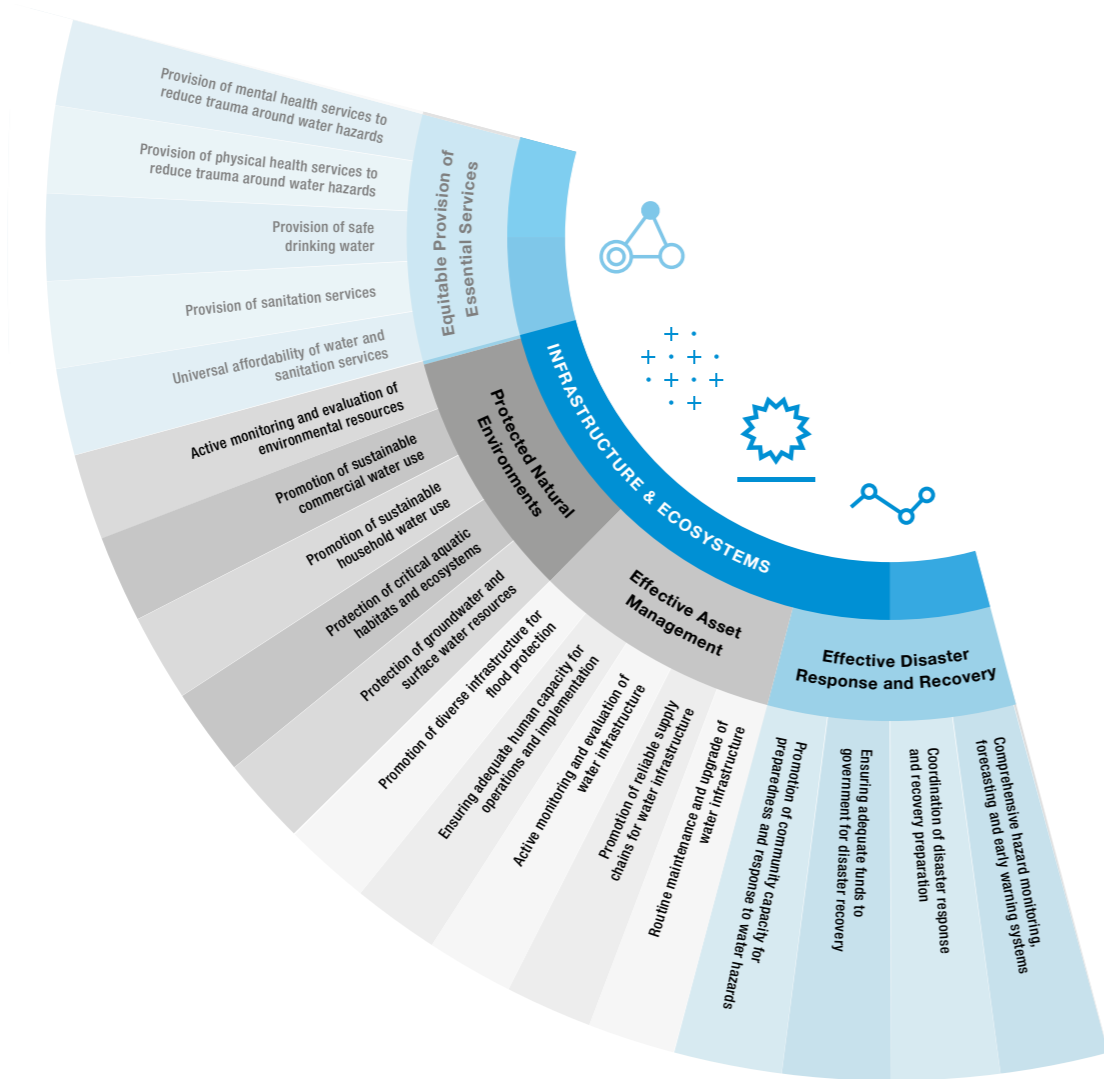 Provision of mental health services to
reduce trauma around water hazards
Provision of physical health services to
reduce trauma around water hazards
Provision of safe
drinking water
Provision of sanitation services
Universal affordability of water and
sanitation services
Equitable Provision of
Essential Services
Active monitoring and evaluation of
environmental resources
Promotion of sustainable
commercial water use
Promotion of sustainable
household water use
Protection of critical aquatic
habitats and ecosystems
Protection of groundwater and
surface water resources
Protected Natural
Environments
INFRASTRUCTURE & ECOSYSTEMS
Promotion of diverse infrastructure for
flood protection
Ensuring adequate human capacity for
operations and implementation
Active monitoring and evaluation of
water infrastructure
Promotion of reliable supply
chains for water infrastructure
Routine maintenance and upgrade of
water infrastructure
Effective Asset
Management
Effective Disaster
Response and Recovery
Promotion of community capacity for
preparedness and response to water hazards
Ensuring adequate funds to
government for disaster recovery
Coordination of disaster response
and recovery preparation
Comprehensive hazard monitoring,
forecasting and early warning systems